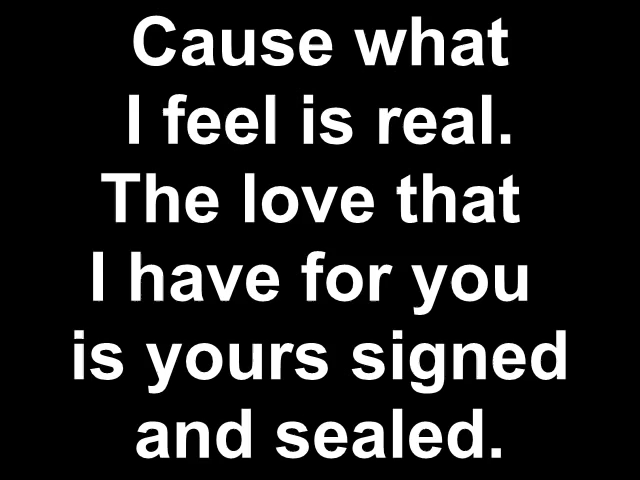 Cause what
I feel is real.
The love that
I have for you
is yours signed
and sealed.